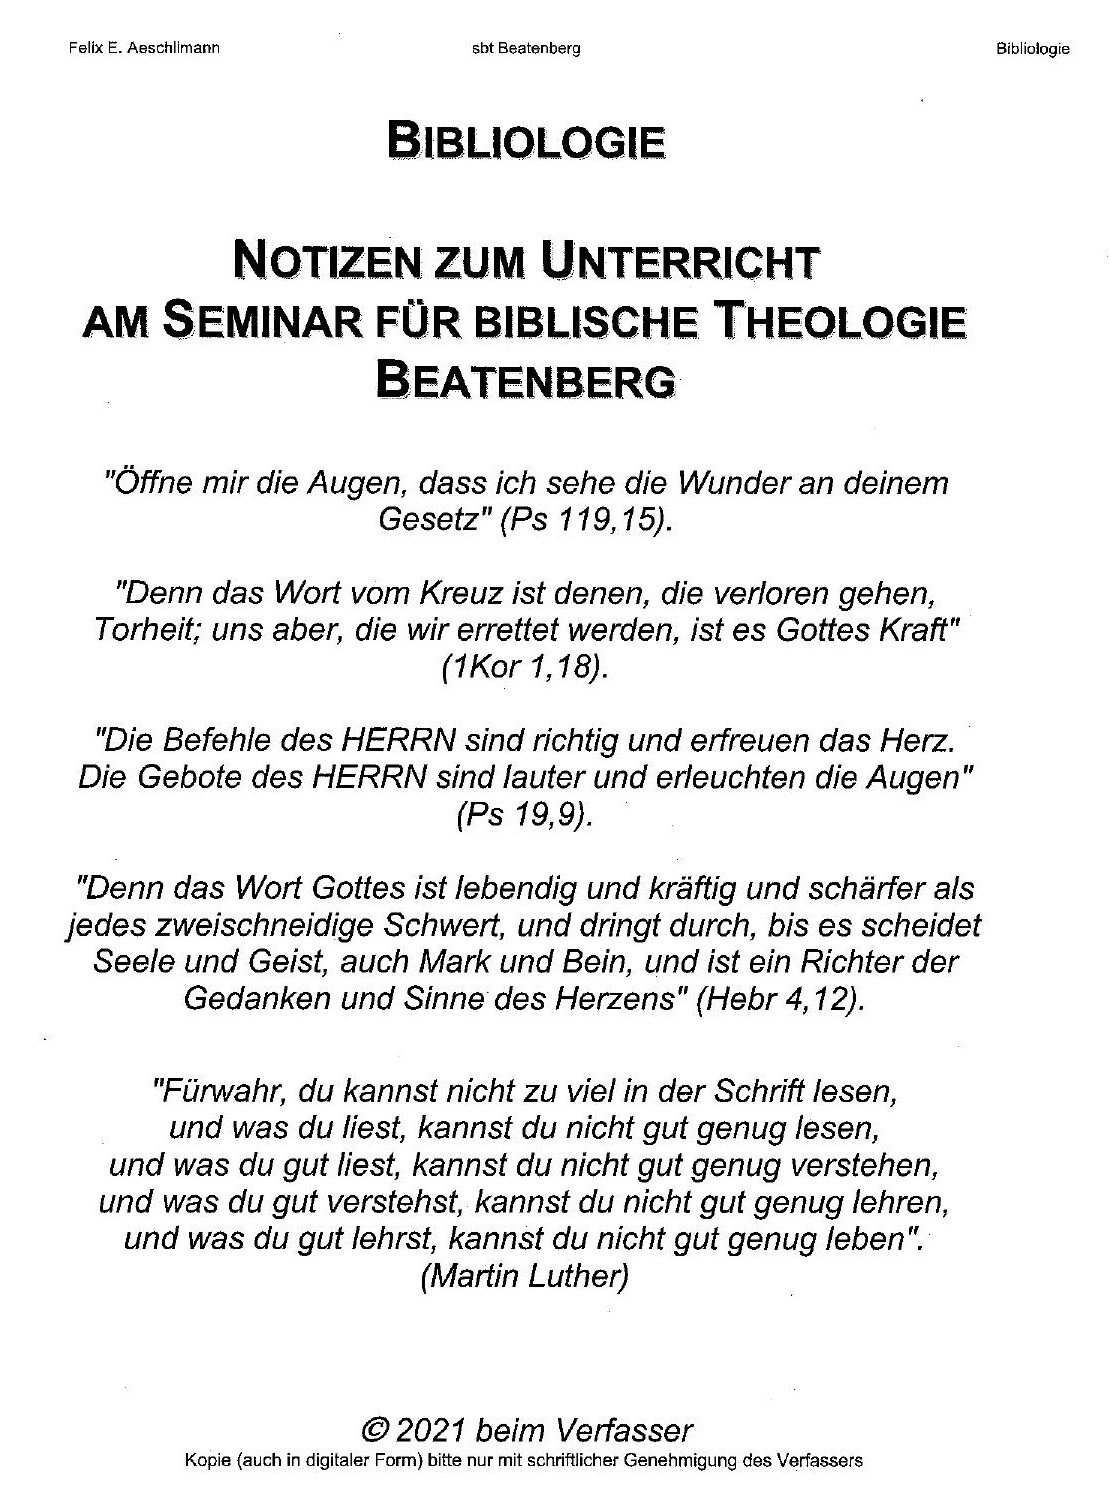 Felix E. Aeschlimann sbt Beatenberg Bibliologie
BIBLIOLOGIE
NOTIZEN ZUM UNTERRICHT
AM SEMINAR FÜR BIBLISCHE THEOLOGIE
BEATENBERG
"Öffne mir die Augen, dass ich sehe die Wunder an deinem
Gesetz" (Ps 119,15).
"Denn das Wort vom Kreuz ist denen, die verloren gehen,
Torheit; uns aber, die wir errettet werden, ist es Gottes Kraft"
(1Kor 1,18).
"Die Befehle des HERRN sind richtig und erfreuen das Herz.
Die Gebote des HERRN sind lauter und erleuchten die Augen"
(Ps 19,9).
"Denn das Wort Gottes ist lebendig und kräftig und schärfer als
jedes zweischneidige Schwert, und dringt durch, bis es scheidet
Seele und Geist, auch Mark und Bein, und ist ein Richter der
Gedanken und Sinne des Herzens" (Hebr 4,12).
"Fürwahr, du kannst nicht zu viel in der Schrift lesen,
und was du liest, kannst du nicht gut genug lesen,
und was du gut liest, kannst du nicht gut genug verstehen,
und was du gut verstehst, kannst du nicht gut genug lehren,
und was du gut lehrst, kannst du nicht gut genug leben".
(Martin Luther)
© 2021 beim Verfasser
Kopie (auch in digitaler Form) bitte nur mit schriftlicher Genehmigung des Verfassers